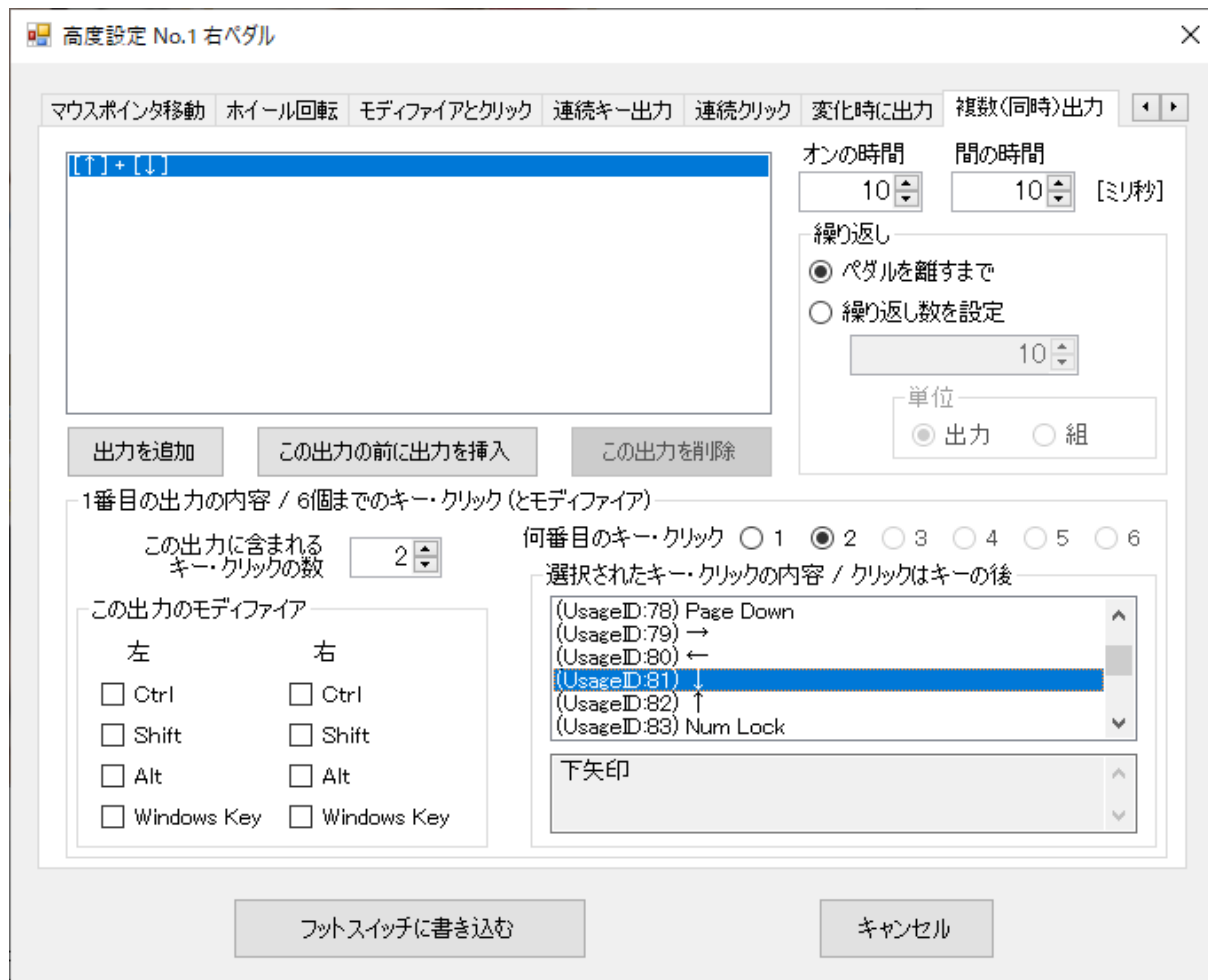 高度設定 No.1 右ペダル
マウスポインタ移動 ホイール回転 モディファイアとクリック 連続キー出力 連続クリック 変化時に出力 複数(同時)出力
[↑] + [↓]
オンの時間 間の時間
10 10 [ミリ秒]
繰り返し
ペダルを離すまで
繰り返し数を設定
10
単位
出力 組
出力を追加 この出力の前に出力を挿入 この出力を削除
1番目の出力の内容 / 6個までのキー・クリック (とモディファイア)
この出力に含まれる
キー・クリックの数
2
何番目のキー・クリック 1 2 3 4 5 6
この出力のモディファイア
左 右
Ctrl Ctrl
Shift Shift
Alt Alt
Windows Key Windows Key
選択されたキー・クリックの内容 / クリックはキーの後
(UsageID:78) Page Down
(UsageID:79) →
(UsageID:80) ←
(UsageID:81) ↓
(UsageID:82) ↑
(UsageID:83) Num Lock
下矢印
フットスイッチに書き込む キャンセル